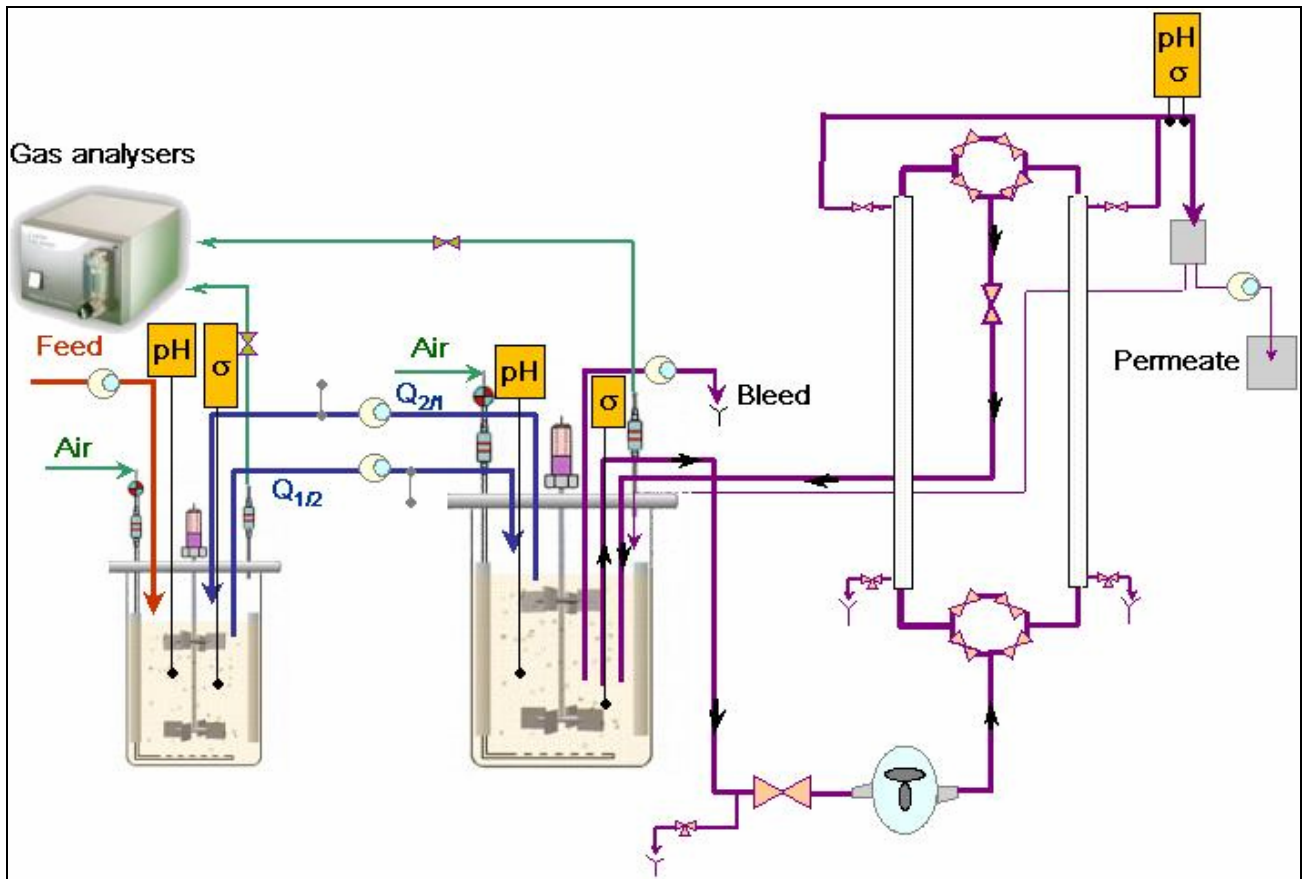 pH
σ
Gas analysers
Feed
pH
σ
Air
pH
Q2/1
σ
Bleed
Permeate
Air
Q1/2